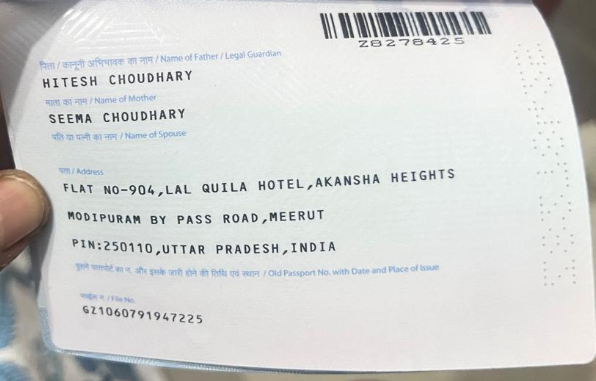 Z8278425
पिता / कानूनी अभिभावक का नाम / Name of Father / Legal Guardian
HITESH CHOUDHARY
माता का नाम / Name of Mother
SEEMA CHOUDHARY
पति या पत्नी का नाम / Name of Spouse
पता / Address
FLAT NO-904,LAL QUILA HOTEL,AKANSHA HEIGHTS
MODIPURAM BY PASS ROAD,MEERUT
PIN:250110,UTTAR PRADESH,INDIA
पुराने पासपोर्ट का न. और इसके जारी होने की तिथि एवं स्थान / Old Passport No. with Date and Place of Issue
फाईल न. / File No.
GZ1060791947225